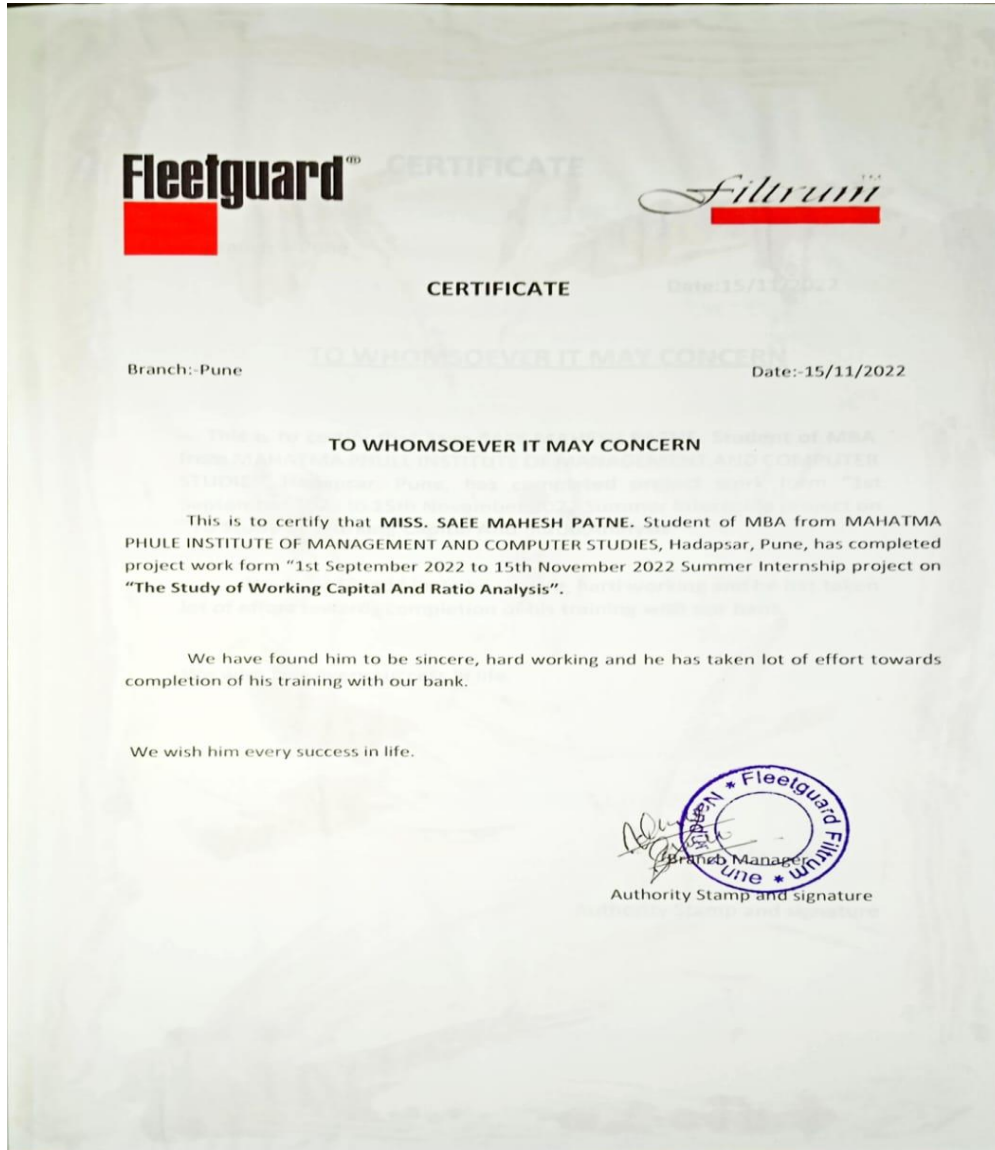 Fleetguard®
Filtrum
CERTIFICATE
Branch:-Pune
Date:-15/11/2022
TO WHOMSOEVER IT MAY CONCERN
This is to certify that MISS. SAEE MAHESH PATNE. Student of MBA from MAHATMA
PHULE INSTITUTE OF MANAGEMENT AND COMPUTER STUDIES, Hadapsar, Pune, has completed
project work form "1st September 2022 to 15th November 2022 Summer Internship project on
"The Study of Working Capital And Ratio Analysis".
We have found him to be sincere, hard working and he has taken lot of effort towards
completion of his training with our bank.
We wish him every success in life.
* Fleetguard Filtrum * Pune
Branch Manager
Authority Stamp and signature